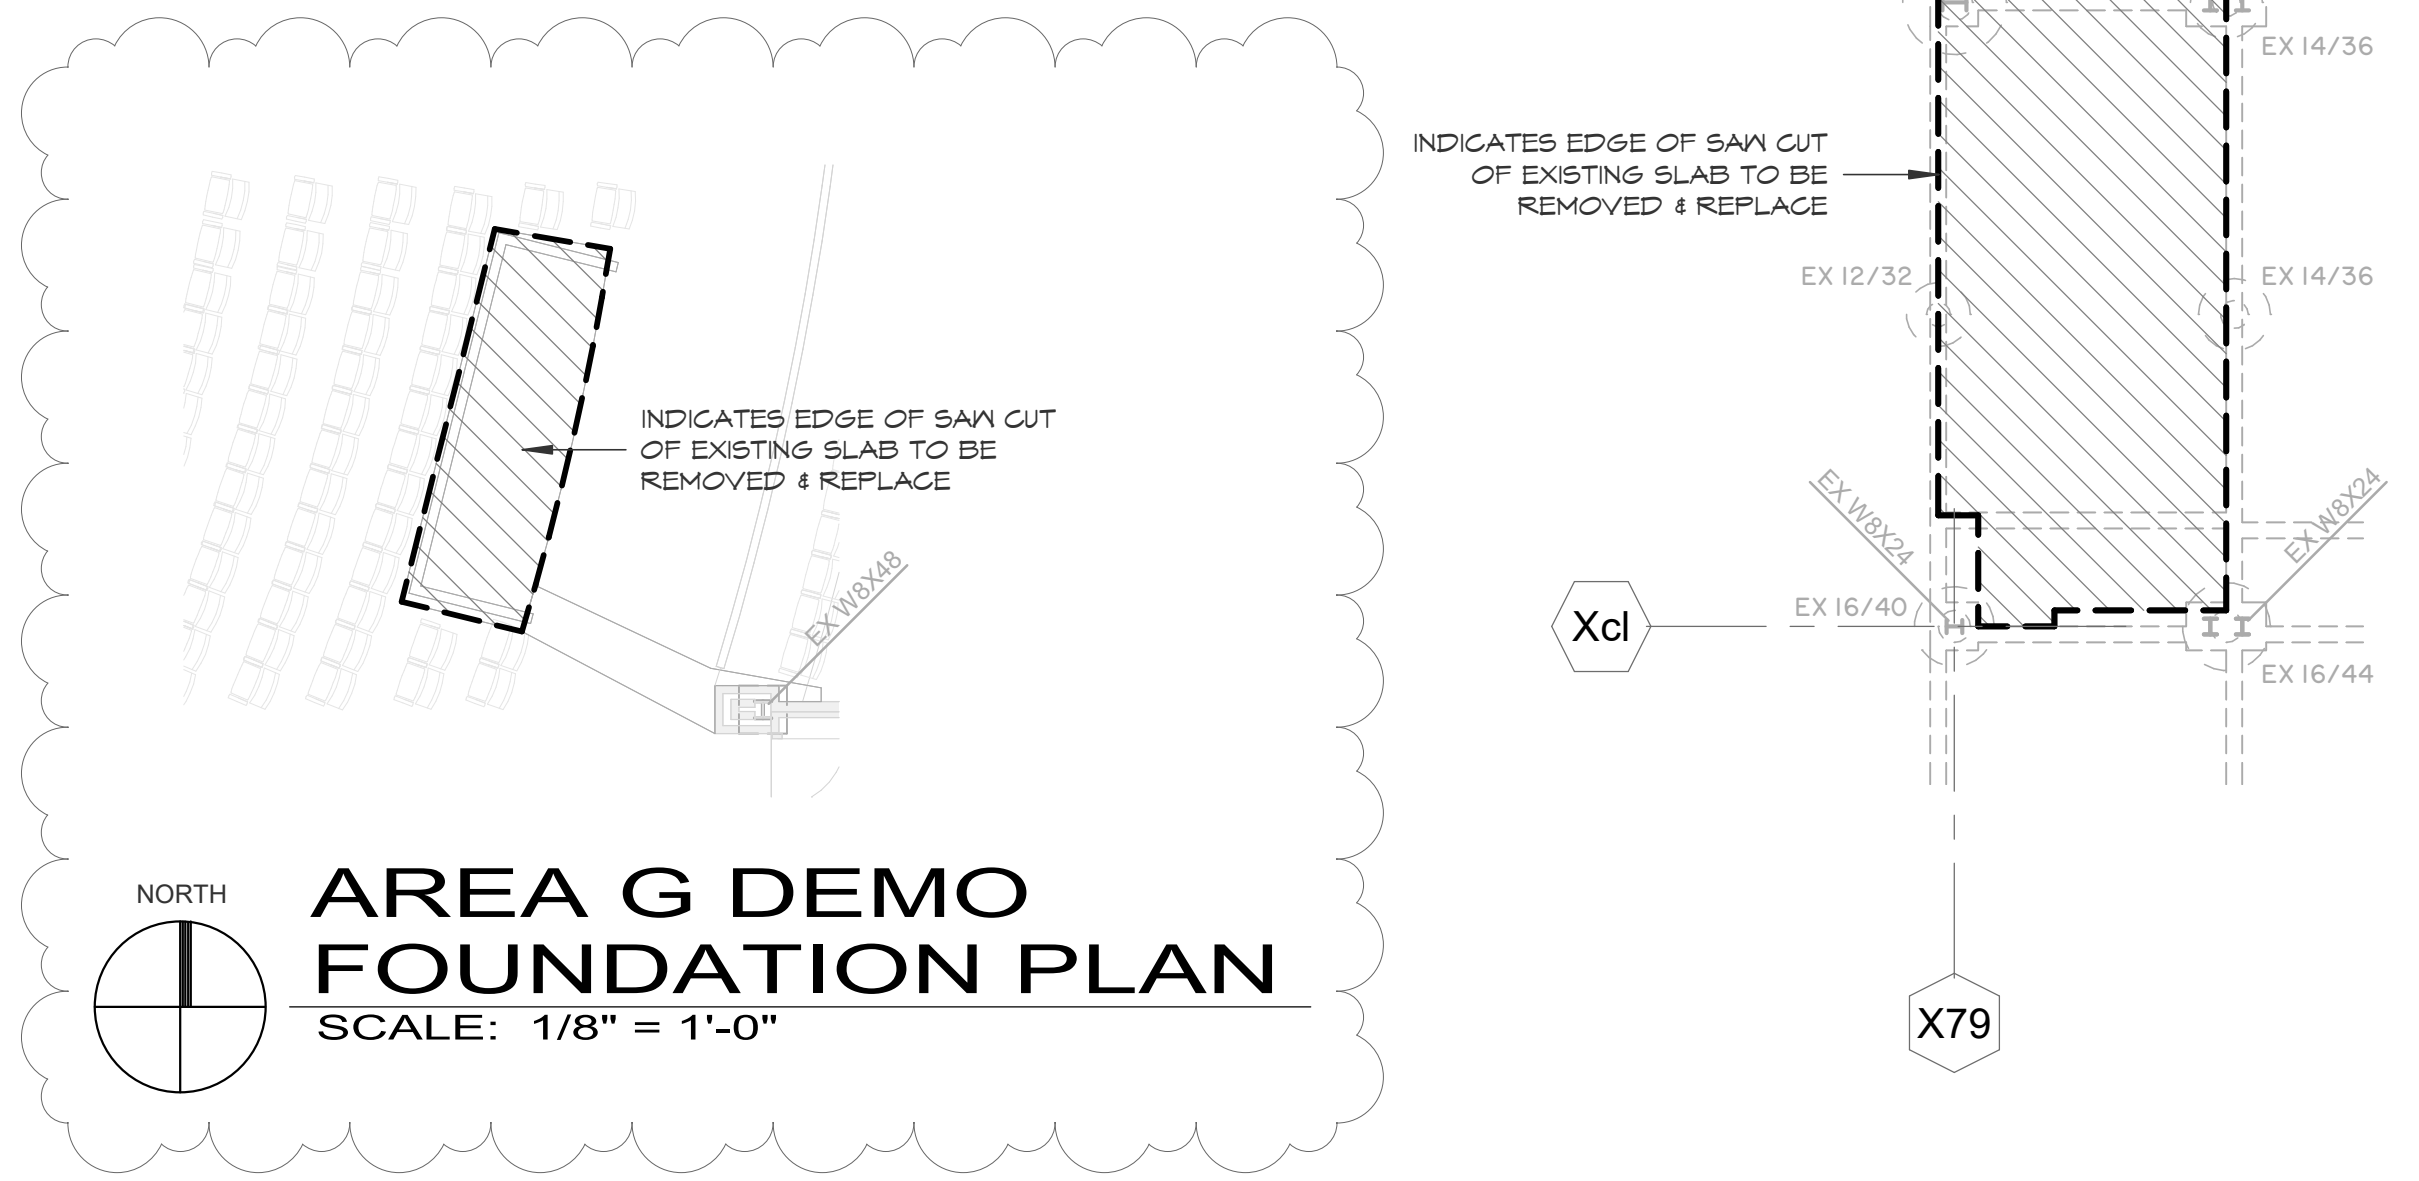 INDICATES EDGE OF SAW CUT
OF EXISTING SLAB TO BE
REMOVED & REPLACE
EX W8X48
NORTH
AREA G DEMO
FOUNDATION PLAN
SCALE: 1/8" = 1'-0"
EX 14/36
INDICATES EDGE OF SAW CUT
OF EXISTING SLAB TO BE
REMOVED & REPLACE
EX 12/32
EX 14/36
EX W8X24
EX W8X24
EX 16/40
Xcl
EX 16/44
X79